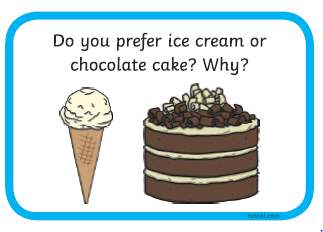 Do you prefer ice cream or
chocolate cake? Why?
twinkl.com